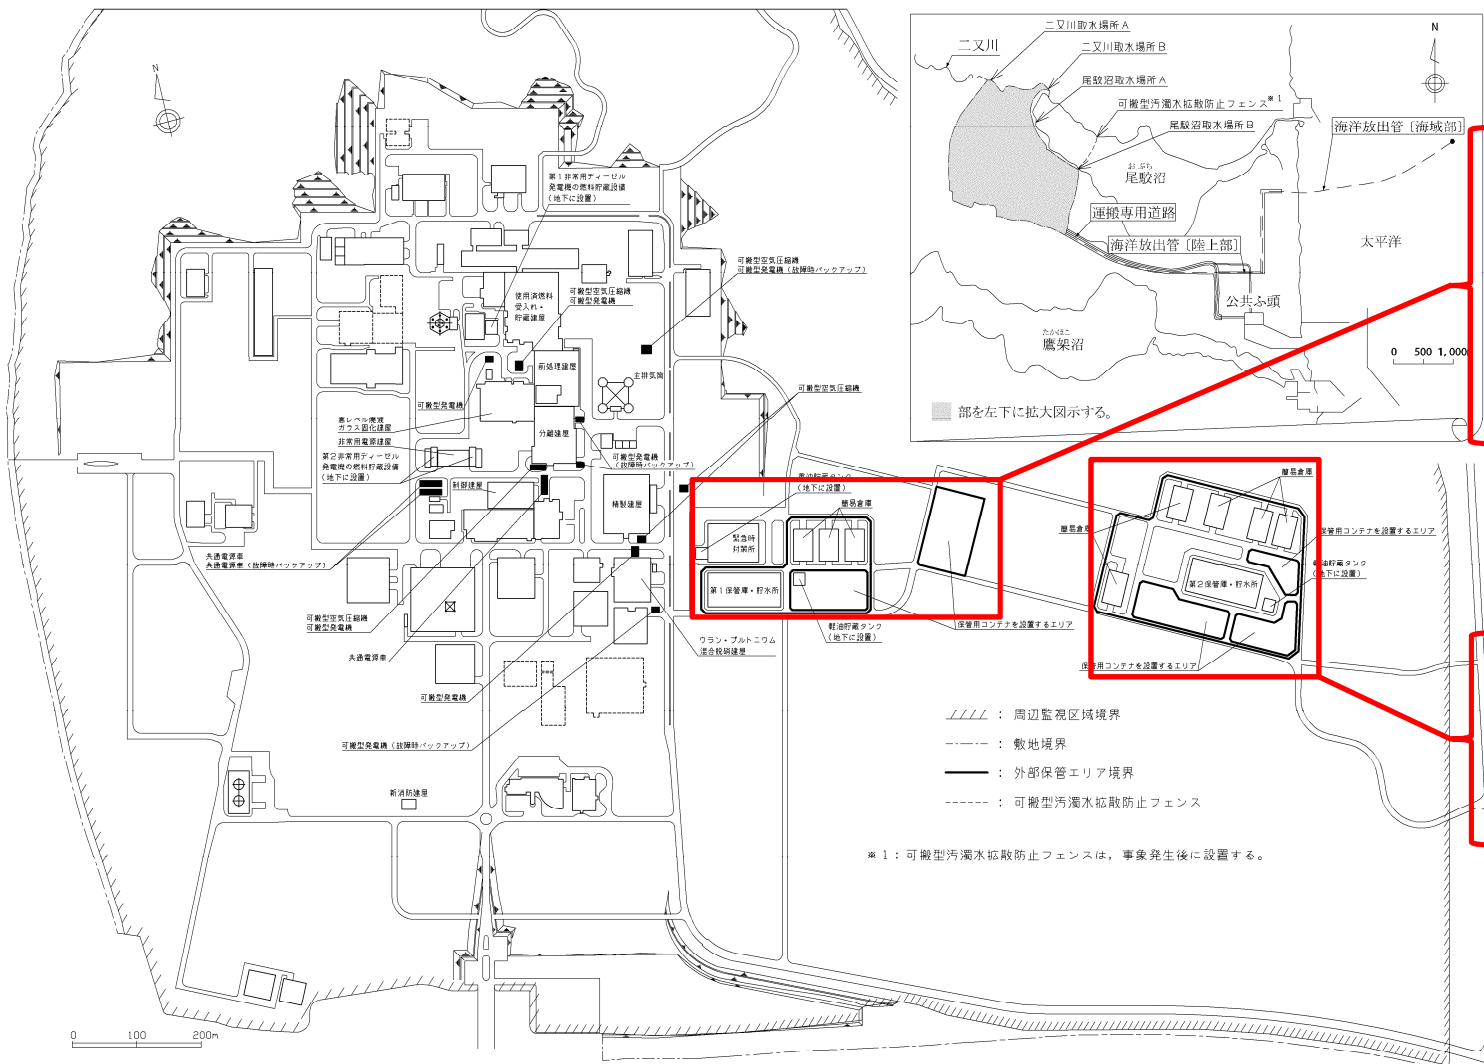 N
二又川取水場所A
二又川
二又川取水場所B
尾駮沼取水場所A
可搬型汚濁水拡散防止フェンス※1
尾駮沼取水場所B
N
海洋放出管〔海域部〕
おぶち
尾駮沼
運搬専用道路
海洋放出管〔陸上部〕
太平洋
公共ふ頭
たかほこ
鷹架沼
0 500 1,000
部を左下に拡大図示する。
第1非常用ディーゼル
発電機の燃料貯蔵設備
(地下に設置)
可搬型空気圧縮機
可搬型発電機(故障時バックアップ)
可搬型空気圧縮機
可搬型発電機
使用済燃料
受入れ・
貯蔵建屋
前処理建屋
主排気筒
可搬型空気圧縮機
可搬型発電機
高レベル廃液
ガラス固化建屋
分離建屋
非常用電源建屋
第2非常用ディーゼル
発電機の燃料貯蔵設備
(地下に設置)
可搬型発電機
(故障時バックアップ)
制御建屋
精製建屋
重油貯蔵タンク
(地下に設置)
簡易倉庫
緊急時
対策所
第1保管庫・貯水所
軽油貯蔵タンク
(地下に設置)
保管用コンテナを設置するエリア
簡易倉庫
簡易倉庫
保管用コンテナを設置するエリア
軽油貯蔵タンク
(地下に設置)
第2保管庫・貯水所
保管用コンテナを設置するエリア
共通電源車
共通電源車(故障時バックアップ)
可搬型空気圧縮機
可搬型発電機
共通電源車
ウラン・プルトニウム
混合脱硝建屋
可搬型発電機
可搬型発電機(故障時バックアップ)
新消防建屋
: 周辺監視区域境界
: 敷地境界
: 外部保管エリア境界
: 可搬型汚濁水拡散防止フェンス
※1:可搬型汚濁水拡散防止フェンスは,事象発生後に設置する。
0 100 200m